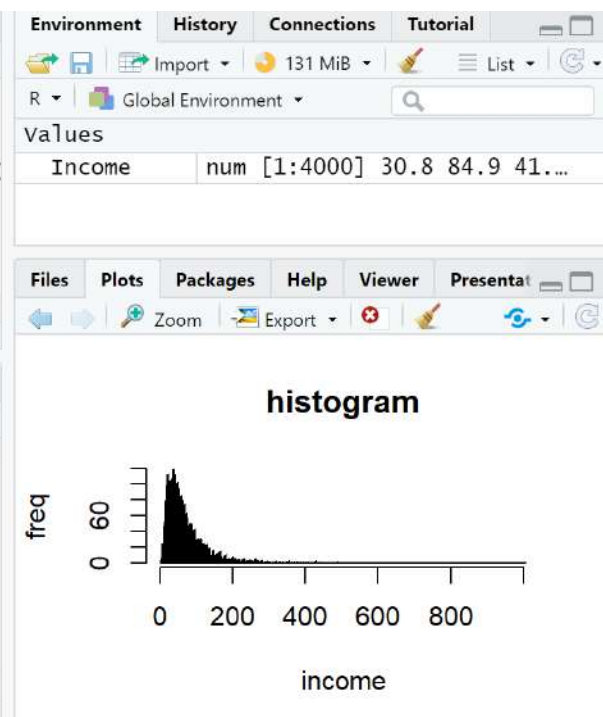 Environment History Connections Tutorial
Import 131 MiB List
R Global Environment
Values
Income num [1:4000] 30.8 84.9 41.…
Files Plots Packages Help Viewer Presentat
Zoom Export
histogram
freq
60
0
0 200 400 600 800
income